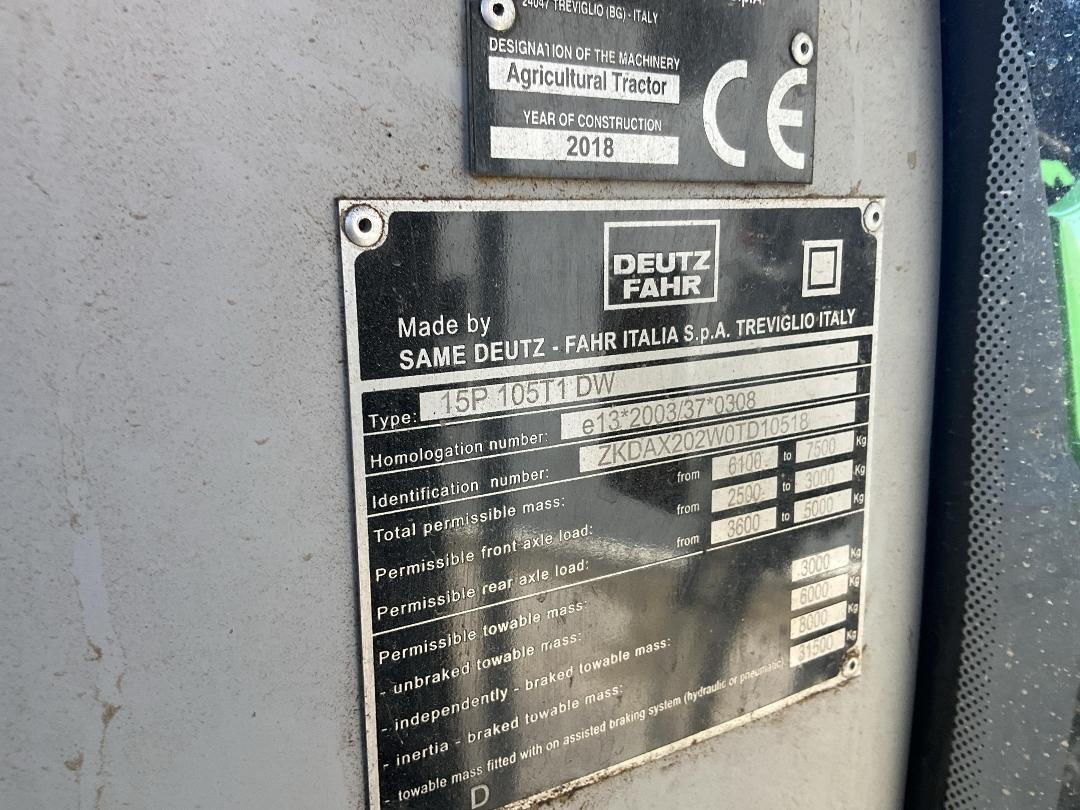 S.p.A.
24047 TREVIGLIO (BG) - ITALY
DESIGNATION OF THE MACHINERY
Agricultural Tractor
YEAR OF CONSTRUCTION
2018
CE
DEUTZ
FAHR
Made by
SAME DEUTZ - FAHR ITALIA S.p.A. TREVIGLIO ITALY
Type: 15P 105T1 DW
Homologation number: e13*2003/37*0308
Identification number: ZKDAX202W0TD10518
Total permissible mass: from 6100 to 7500 Kg
Permissible front axle load: from 2500 to 3000 Kg
Permissible rear axle load: from 3600 to 5000 Kg
Permissible towable mass:
- unbraked towable mass: 3000 Kg
- independently - braked towable mass: 6000 Kg
- inertia - braked towable mass: 8000 Kg
- towable mass fitted with on assisted braking system (hydraulic or pneumatic) 31500 Kg
D